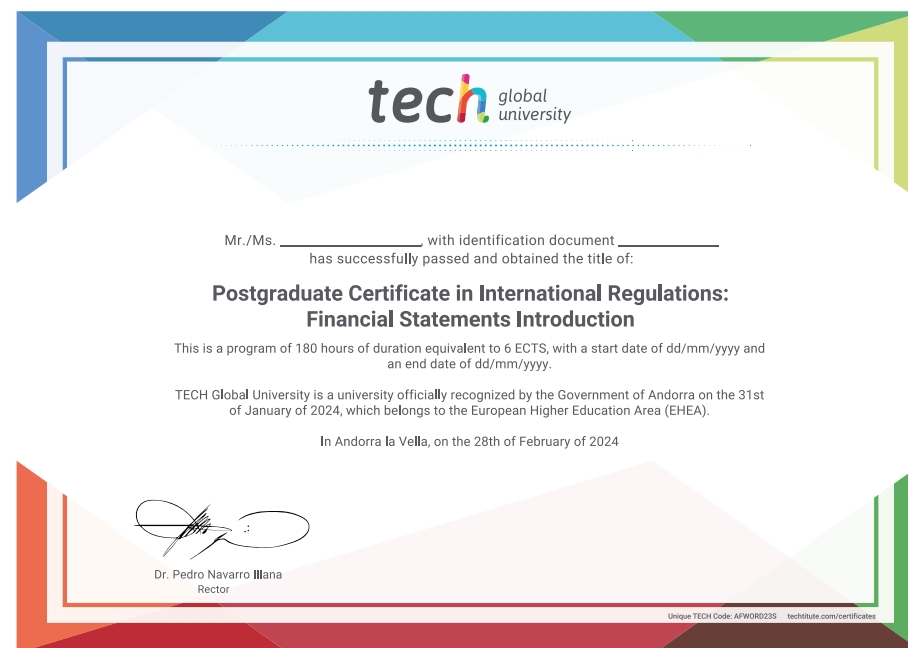 tech global university
Mr./Ms. ____________________, with identification document ______________
has successfully passed and obtained the title of:
Postgraduate Certificate in International Regulations:
Financial Statements Introduction
This is a program of 180 hours of duration equivalent to 6 ECTS, with a start date of dd/mm/yyyy and
an end date of dd/mm/yyyy.
TECH Global University is a university officially recognized by the Government of Andorra on the 31st
of January of 2024, which belongs to the European Higher Education Area (EHEA).
In Andorra la Vella, on the 28th of February of 2024
Dr. Pedro Navarro Illana
Rector
Unique TECH Code: AFWORD23S techtitute.com/certificates